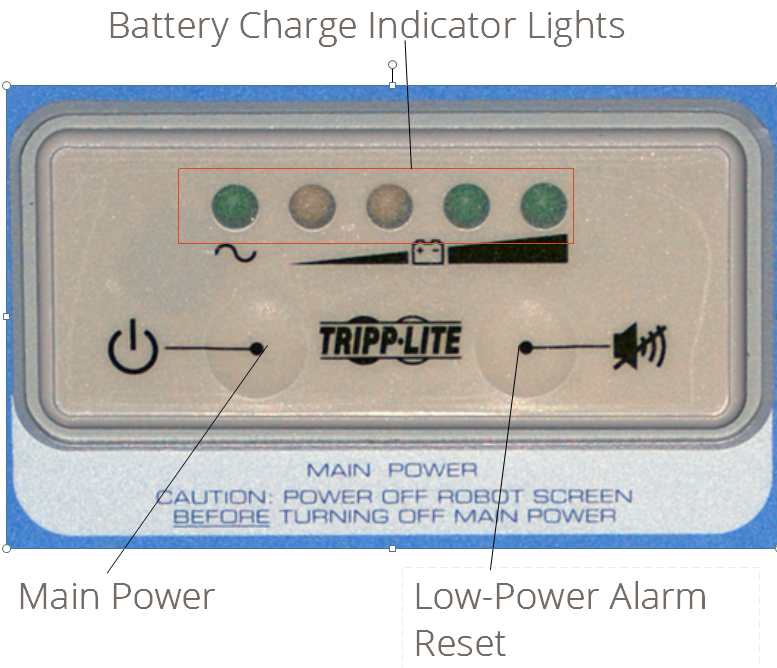 Battery Charge Indicator Lights
TRIPP·LITE
MAIN POWER
CAUTION: POWER OFF ROBOT SCREEN
BEFORE TURNING OFF MAIN POWER
Main Power
Low-Power Alarm
Reset